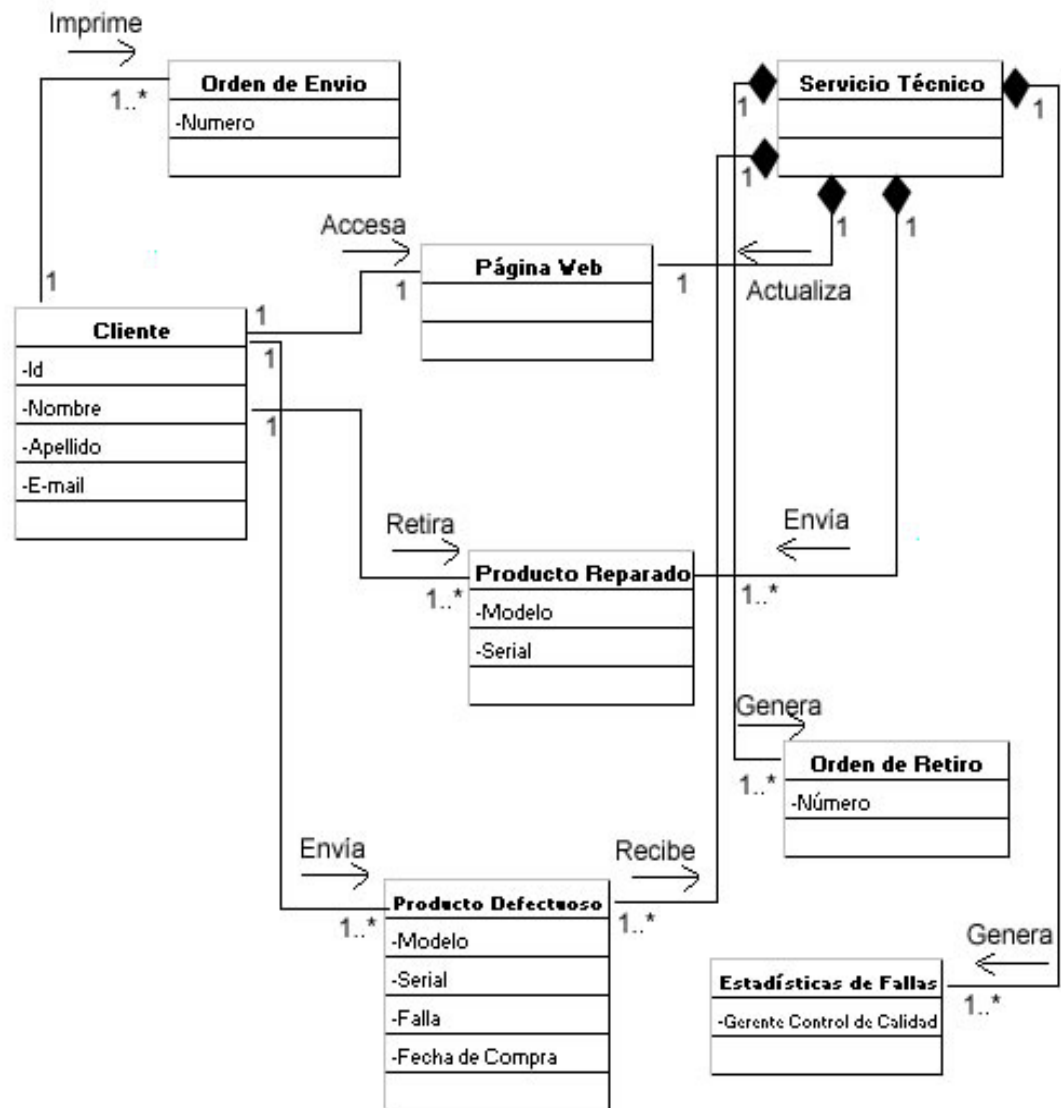 Imprime
1..*
1
Orden de Envio
-Numero
Servicio Técnico
1
1
1
1
1
Accesa
1
1
Página Web
1
Actualiza
Cliente
-Id
-Nombre
-Apellido
-E-mail
1
1
Retira
1..*
Producto Reparado
-Modelo
-Serial
Envía
1..*
Genera
1..*
Orden de Retiro
-Número
Envía
1..*
Producto Defectuoso
-Modelo
-Serial
-Falla
-Fecha de Compra
Recibe
1..*
Genera
1..*
Estadísticas de Fallas
-Gerente Control de Calidad